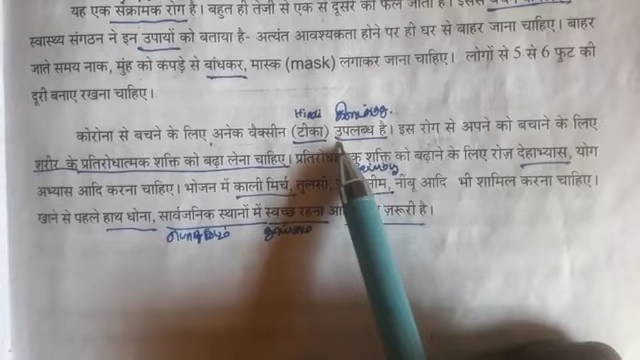 यह एक संक्रामक रोग है। बहुत ही तेजी से एक से दूसरे को फैल जाता है। इससे
स्वास्थ्य संगठन ने इन उपायों को बताया है- अत्यंत आवश्यकता होने पर ही घर से बाहर जाना चाहिए। बाहर
जाते समय नाक, मुंह को कपड़े से बांधकर, मास्क (mask) लगाकर जाना चाहिए। लोगों से 5 से 6 फुट की
दूरी बनाए रखना चाहिए।
Hindi
कोरोना से बचने के लिए अनेक वैक्सीन (टीका) उपलब्ध है। इस रोग से अपने को बचाने के लिए
शरीर के प्रतिरोधात्मक शक्ति को बढ़ा लेना चाहिए। शक्ति को बढ़ाने के लिए रोज़ देहाभ्यास, योग
अभ्यास आदि करना चाहिए। भोजन में काली मिर्च, तुलसी, नीम, नींबू आदि भी शामिल करना चाहिए।
खाने से पहले हाथ धोना, सार्वजनिक स्थानों में स्वच्छ रहना ज़रूरी है।